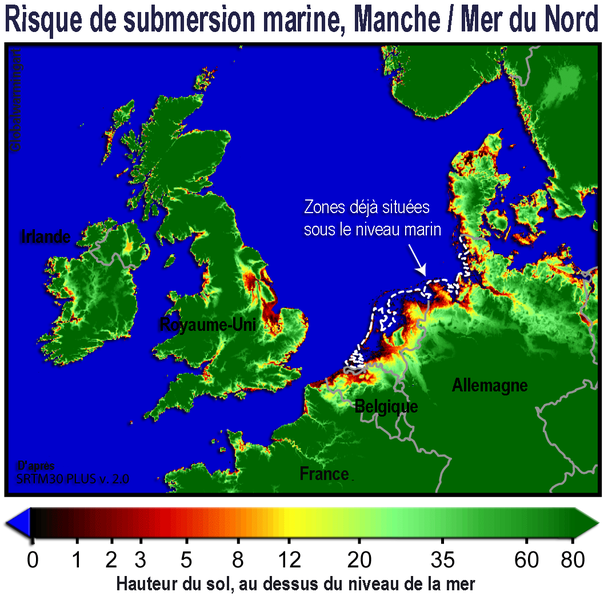 Risque de submersion marine, Manche / Mer du Nord
Zones déjà situées
sous le niveau marin
Irlande
Royaume-Uni
Allemagne
Belgique
France
D'après
SRTM30 PLUS v. 2.0
0 1 2 3 5 8 12 20 35 60 80
Hauteur du sol, au dessus du niveau de la mer